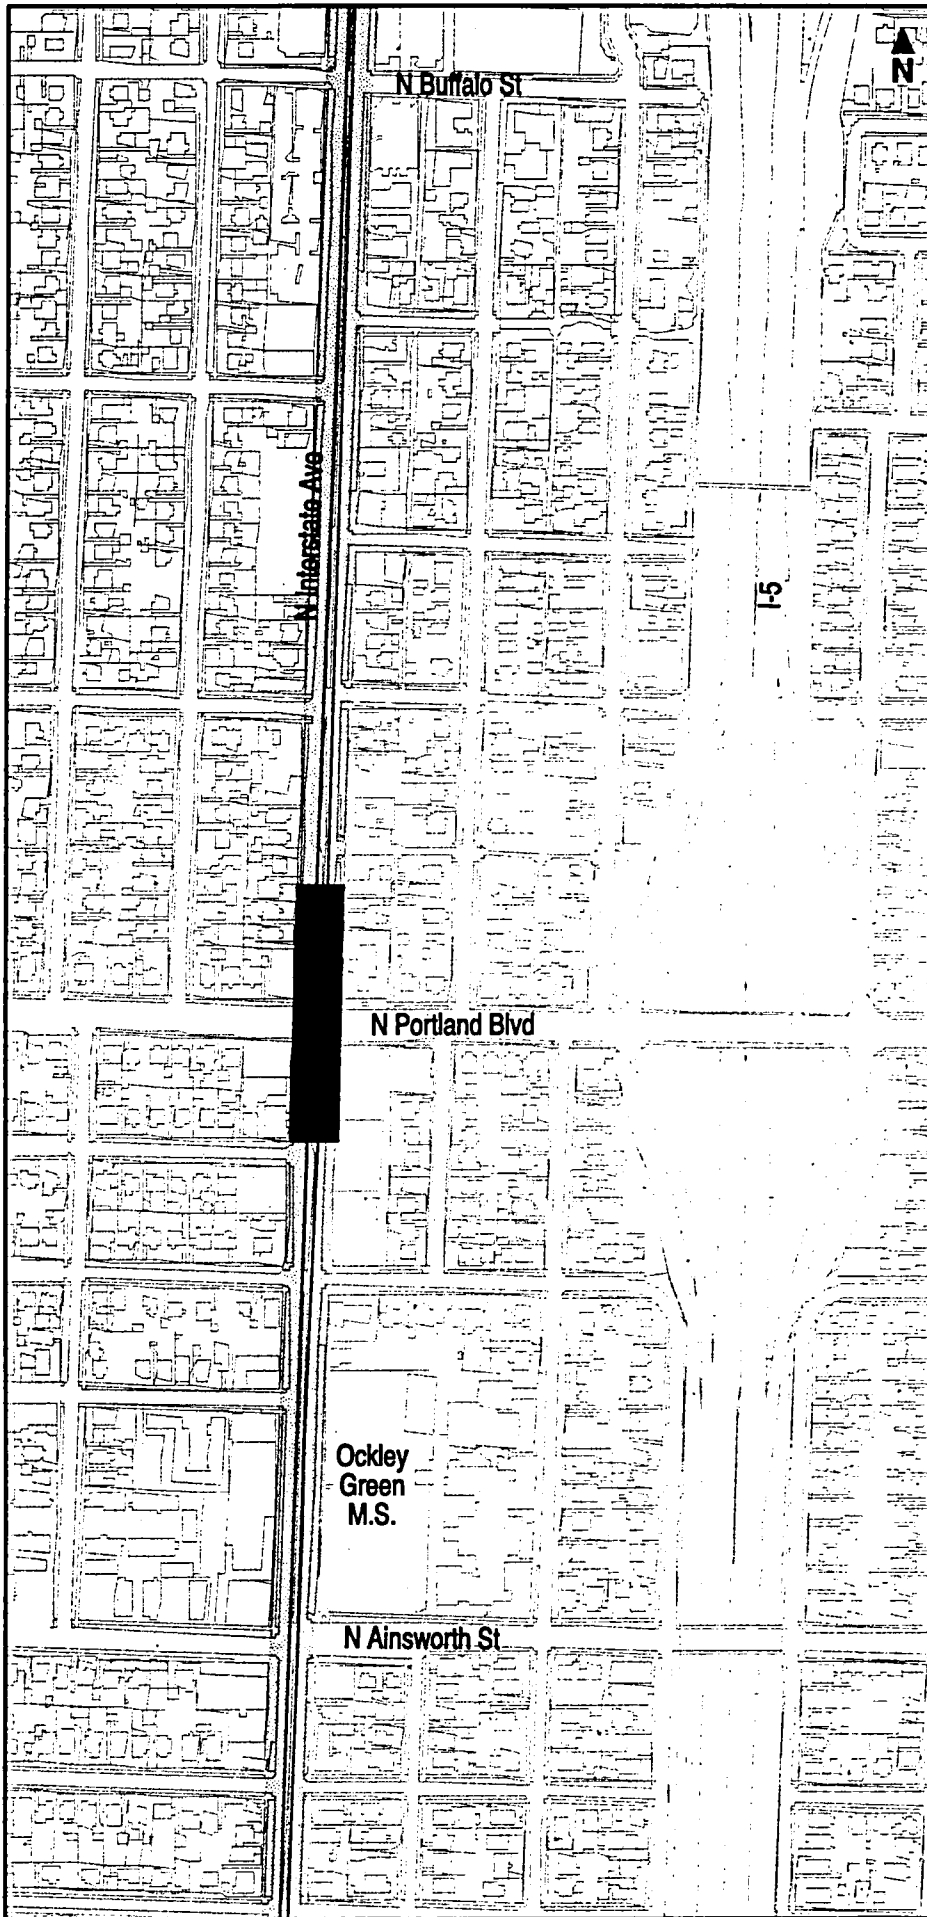 N
N Buffalo St
N Interstate Ave
I-5
N Portland Blvd
Ockley
Green
M.S.
N Ainsworth St